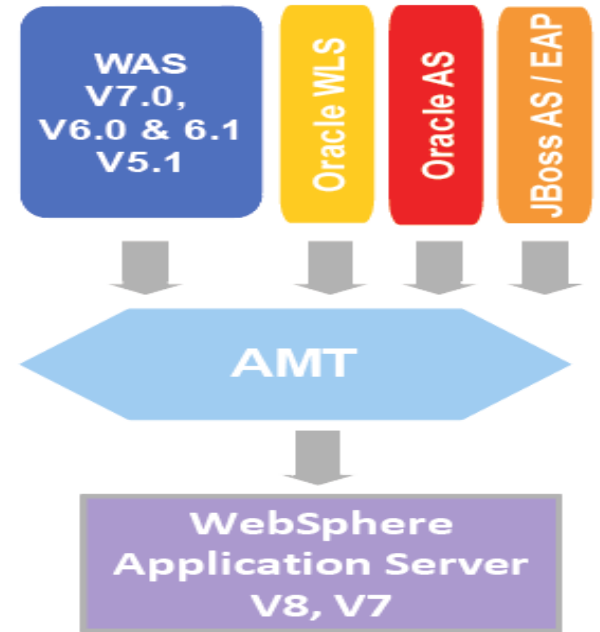 WAS
V7.0,
V6.0 & 6.1
V5.1
Oracle WLS
Oracle AS
JBoss AS / EAP
AMT
WebSphere
Application Server
V8, V7